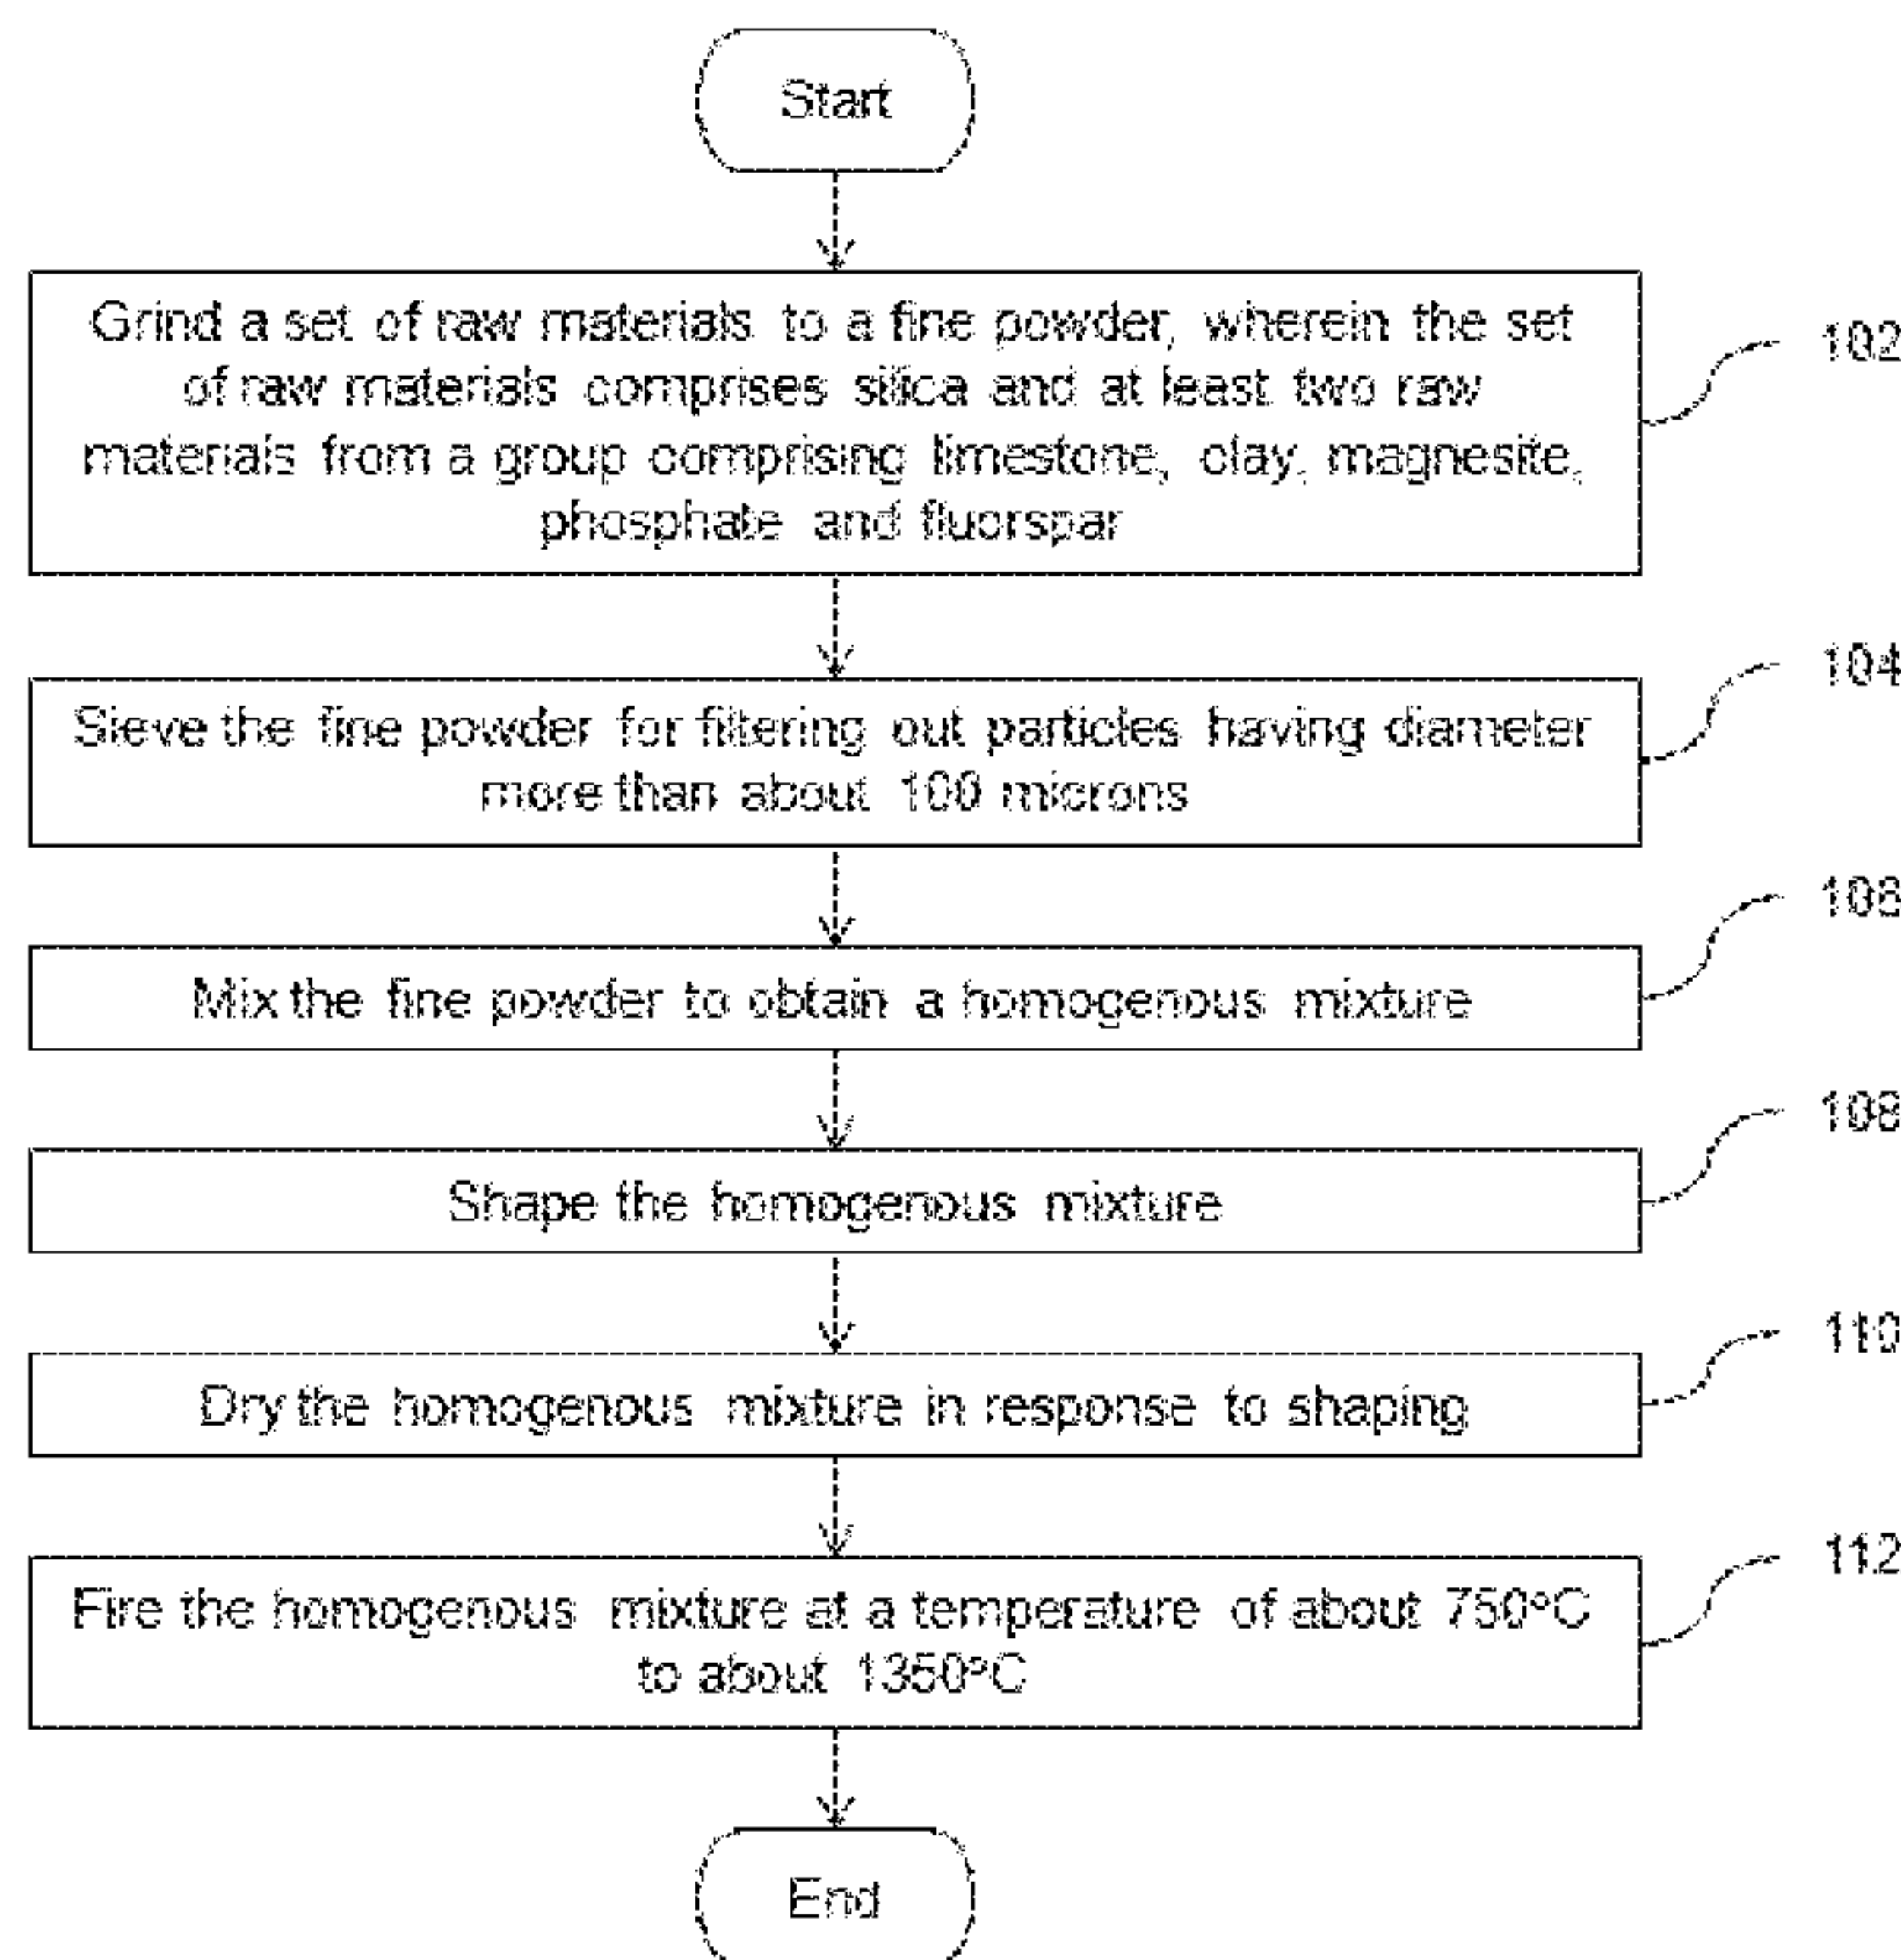 Start
Grind a set of raw materials to a fine powder, wherein the set
of raw materials comprises silica and at least two raw
materials from a group comprising limestone, clay, magnesite,
phosphate and fluorspar
102
Sieve the fine powder for filtering out particles having diameter
more than about 100 microns
104
Mix the fine powder to obtain a homogenous mixture
106
Shape the homogenous mixture
108
Dry the homogenous mixture in response to shaping
110
Fire the homogenous mixture at a temperature of about 750°C
to about 1350°C
112
End